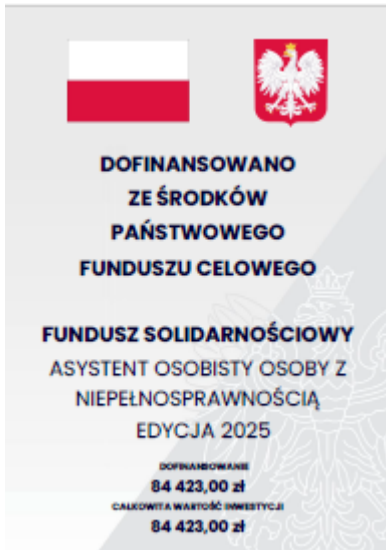 DOFINANSOWANO
ZE ŚRODKÓW
PAŃSTWOWEGO
FUNDUSZU CELOWEGO
FUNDUSZ SOLIDARNOŚCIOWY
ASYSTENT OSOBISTY OSOBY Z
NIEPEŁNOSPRAWNOŚCIĄ
EDYCJA 2025
DOFINANSOWANIE
84 423,00 zł
CAŁKOWITA WARTOŚĆ INWESTYCJI
84 423,00 zł